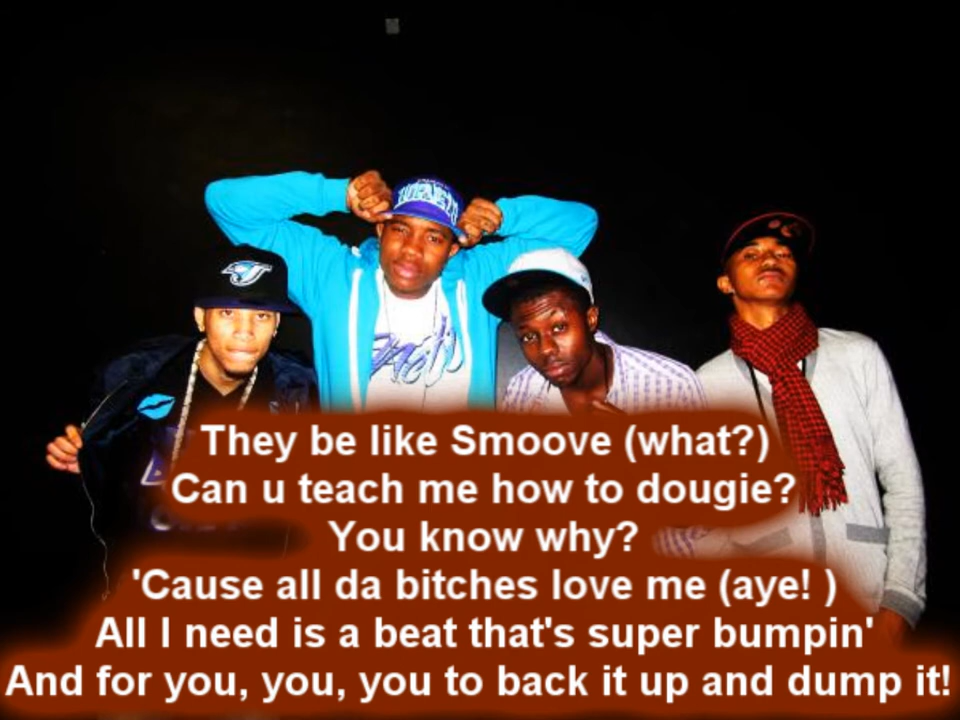 They be like Smoove (what?)
Can u teach me how to dougie?
You know why?
'Cause all da bitches love me (aye! )
All I need is a beat that's super bumpin'
And for you, you, you to back it up and dump it!